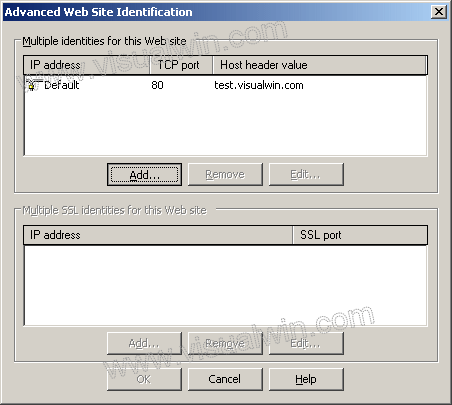 Advanced Web Site Identification
Multiple identities for this Web site
IP address TCP port Host header value
Default 80 test.visualwin.com
Add... Remove Edit...
Multiple SSL identities for this Web site
IP address SSL port
Add... Remove Edit...
OK Cancel Help
www.visualwin.com
www.visualwin.com